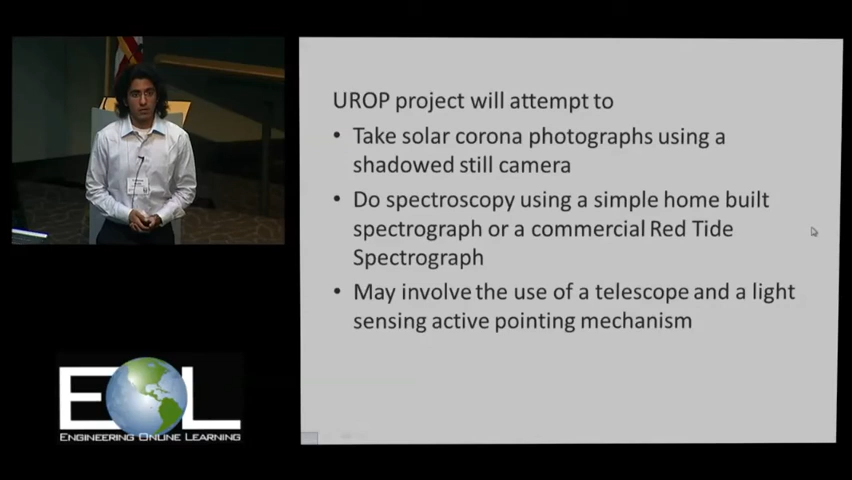 UROP project will attempt to
• Take solar corona photographs using a
shadowed still camera
• Do spectroscopy using a simple home built
spectrograph or a commercial Red Tide
Spectrograph
• May involve the use of a telescope and a light
sensing active pointing mechanism
EOL
ENGINEERING ONLINE LEARNING